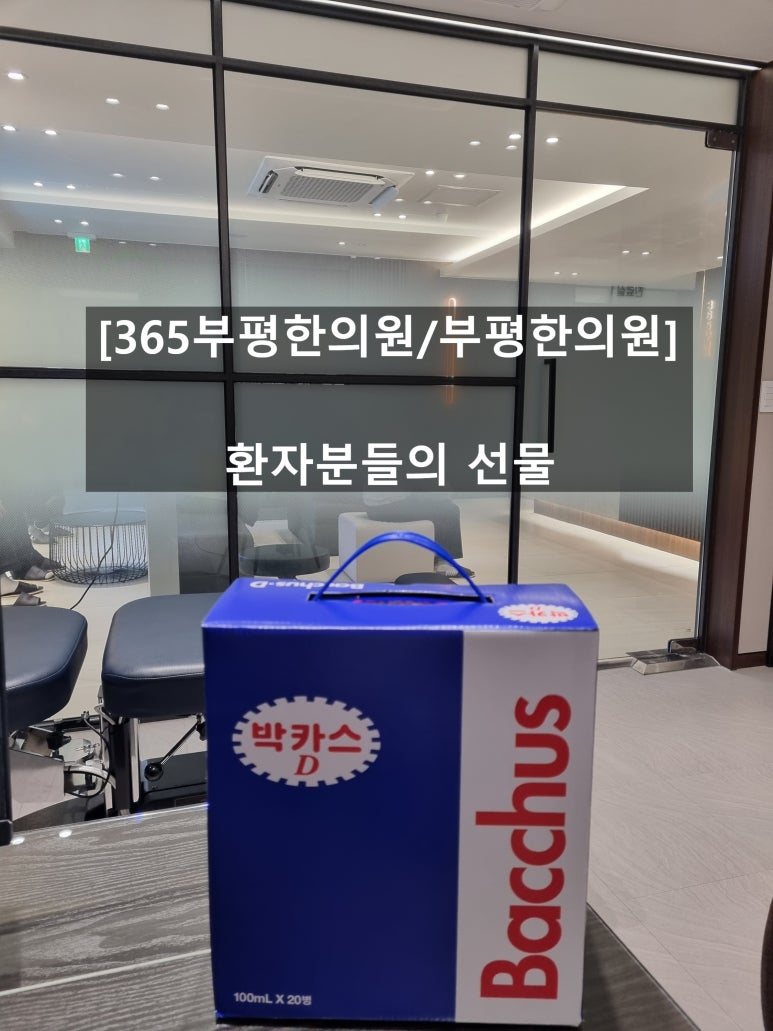 [365부평한의원/부평한의원]
환자분들의 선물
Bacchus-D
박카스
D
Bacchus
100mL X 20병